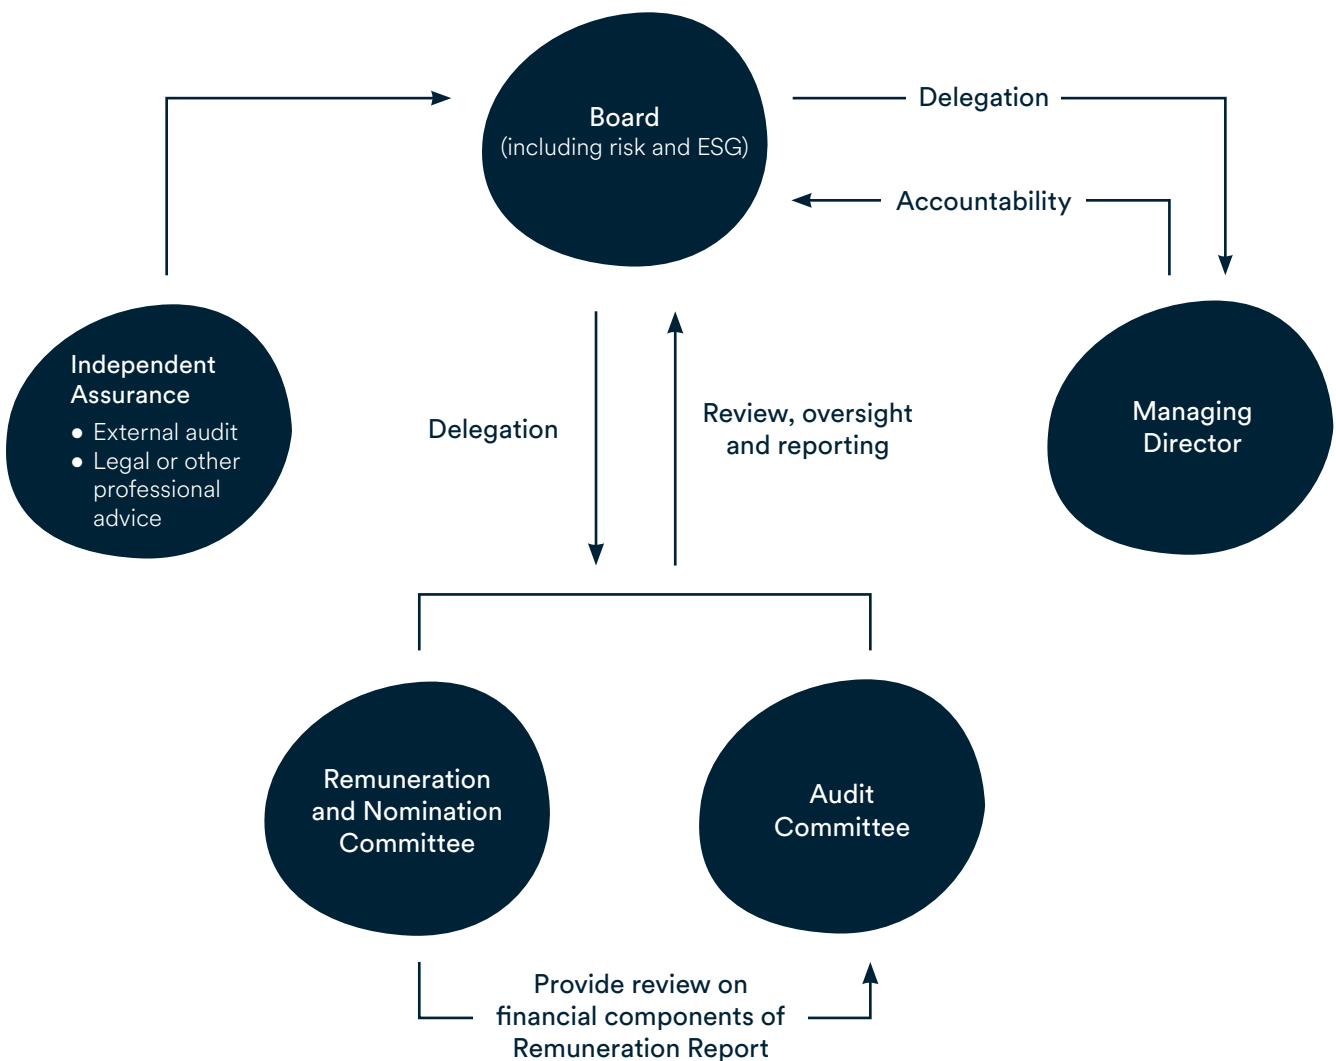 Board
(including risk and ESG)
Delegation
Accountability
Independent
Assurance
● External audit
● Legal or other
professional
advice
Delegation
Review, oversight
and reporting
Managing
Director
Remuneration
and Nomination
Committee
Audit
Committee
Provide review on
financial components of
Remuneration Report